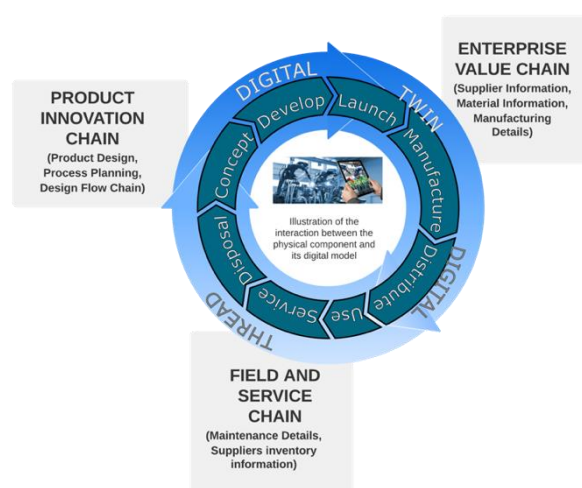 PRODUCT
INNOVATION
CHAIN
(Product Design,
Process Planning,
Design Flow Chain)
ENTERPRISE
VALUE CHAIN
(Supplier Information,
Material Information,
Manufacturing
Details)
DIGITAL
TWIN
DIGITAL
THREAD
Concept
Develop
Launch
Manufacture
Distribute
Use
Service
Disposal
Illustration of the
interaction between the
physical component and
its digital model
FIELD AND
SERVICE
CHAIN
(Maintenance Details,
Suppliers inventory
information)